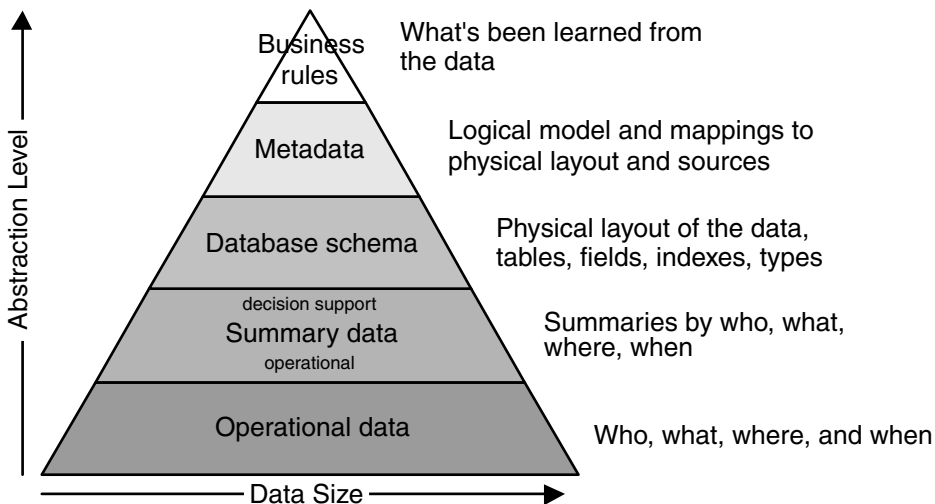 Business
rules
What's been learned from
the data
Metadata
Logical model and mappings to
physical layout and sources
Database schema
Physical layout of the data,
tables, fields, indexes, types
decision support
Summary data
operational
Summaries by who, what,
where, when
Operational data
Who, what, where, and when
Abstraction Level
Data Size